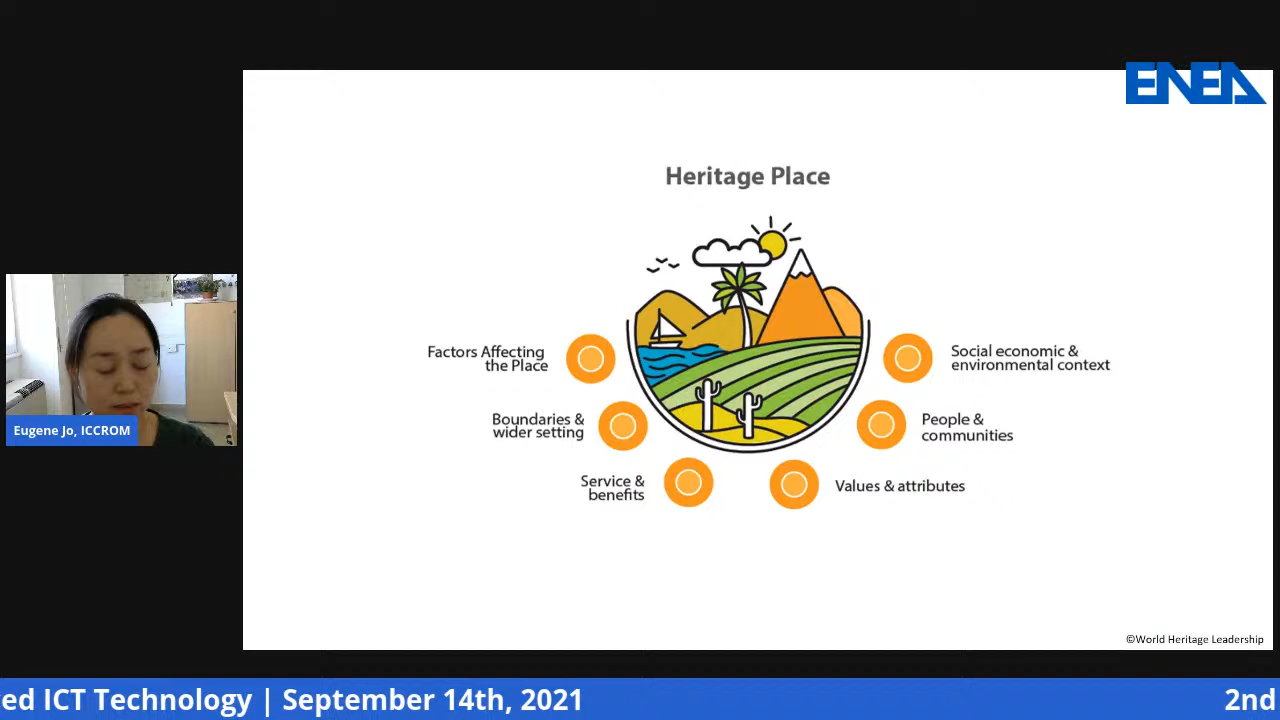 ENEA
Heritage Place
Factors Affecting
the Place
Boundaries &
wider setting
Service &
benefits
Social economic &
environmental context
People &
communities
Values & attributes
Eugene Jo, ICCROM
©World Heritage Leadership
ed ICT Technology | September 14th, 2021
2nd